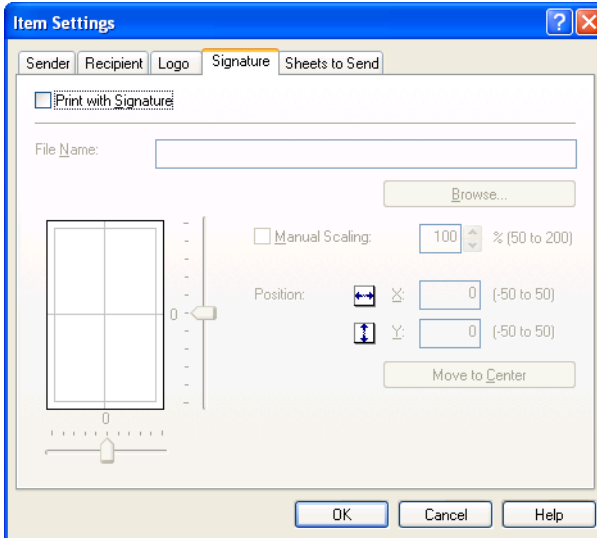 Item Settings
Sender Recipient Logo Signature Sheets to Send
Print with Signature
File Name:
Browse...
Manual Scaling: 100 % (50 to 200)
0
Position: X: 0 (-50 to 50)
Y: 0 (-50 to 50)
Move to Center
0
OK Cancel Help